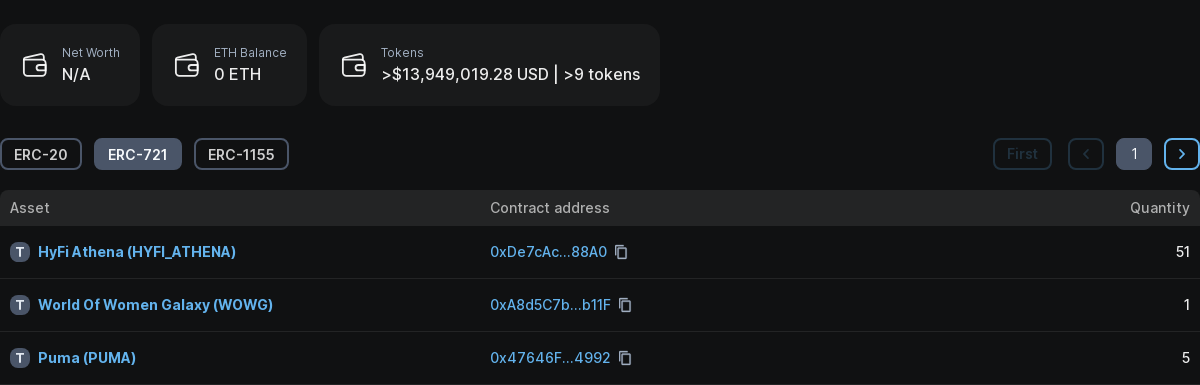 Net Worth
N/A
ETH Balance
0 ETH
Tokens
>$13,949,019.28 USD | >9 tokens
ERC-20 ERC-721 ERC-1155 First 1
Asset Contract address Quantity
T HyFi Athena (HYFI_ATHENA) 0xDe7cAc...88A0 51
T World Of Women Galaxy (WOWG) 0xA8d5C7b...b11F 1
T Puma (PUMA) 0x47646F...4992 5